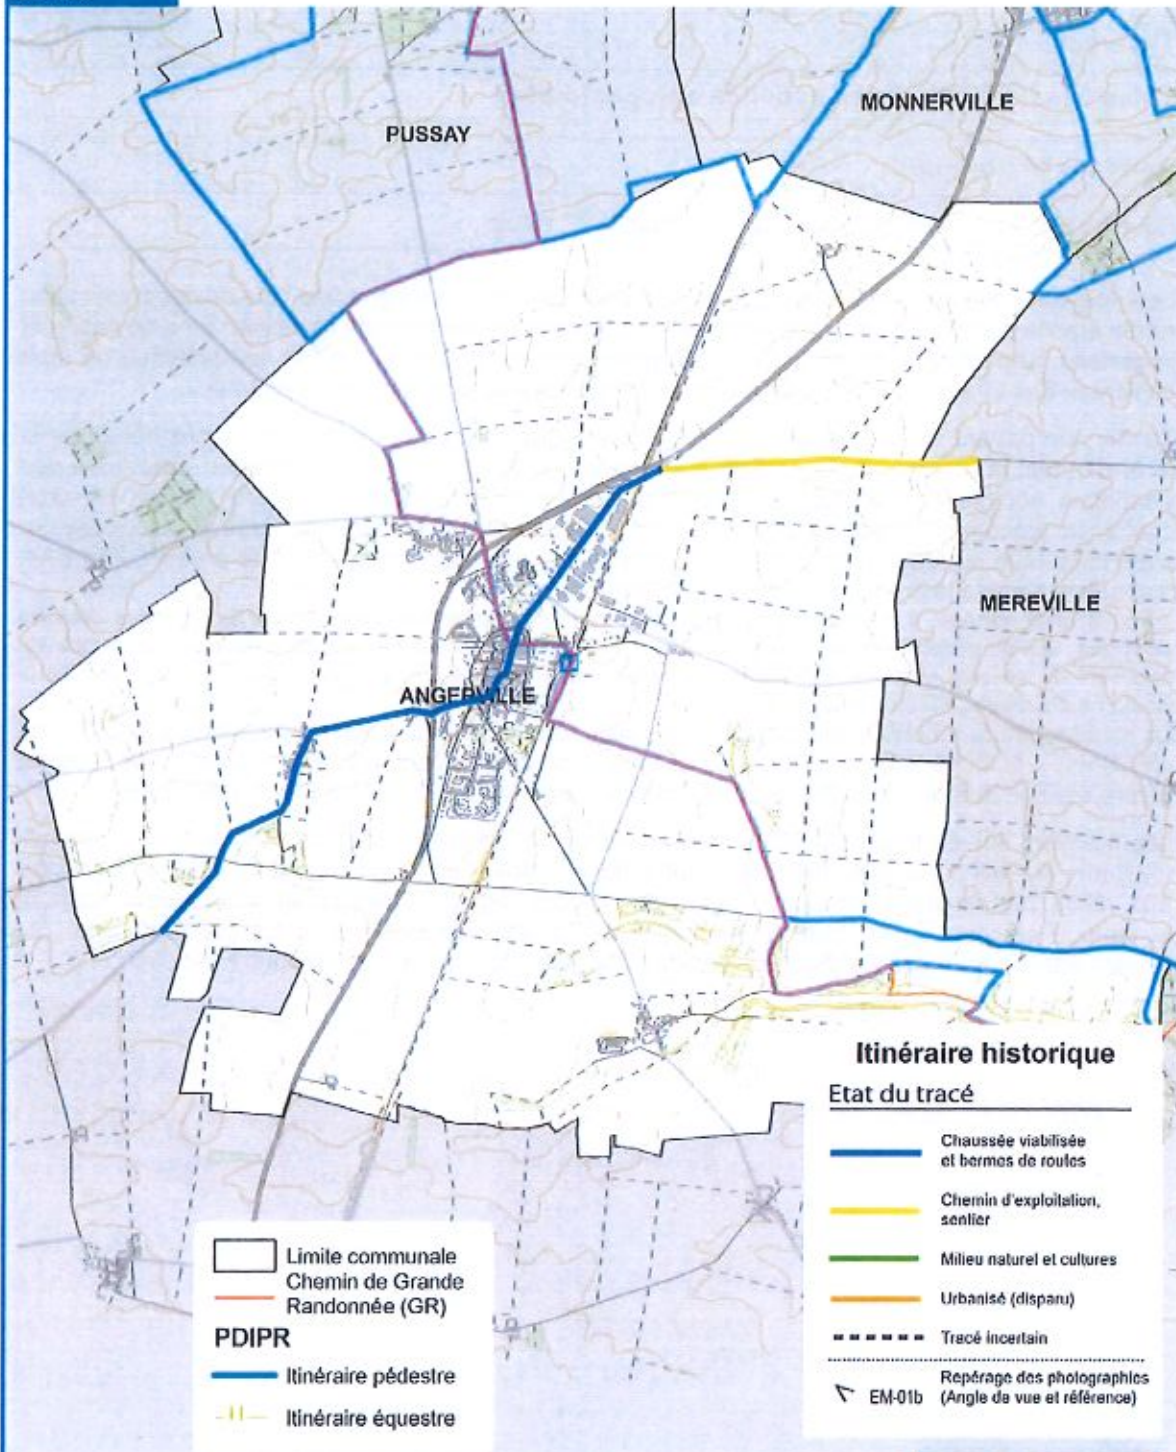 MONNERVILLE
PUSSAY
MEREVILLE
ANGERVILLE
Itinéraire historique
Etat du tracé
Chaussée viabilisée
et bermes de routes
Chemin d'exploitation,
sentier
Milieu naturel et cultures
Urbanisé (disparu)
Tracé incertain
EM-01b
Repérage des photographies
(Angle de vue et référence)
Limite communale
Chemin de Grande
Randonnée (GR)
PDIPR
Itinéraire pédestre
Itinéraire équestre